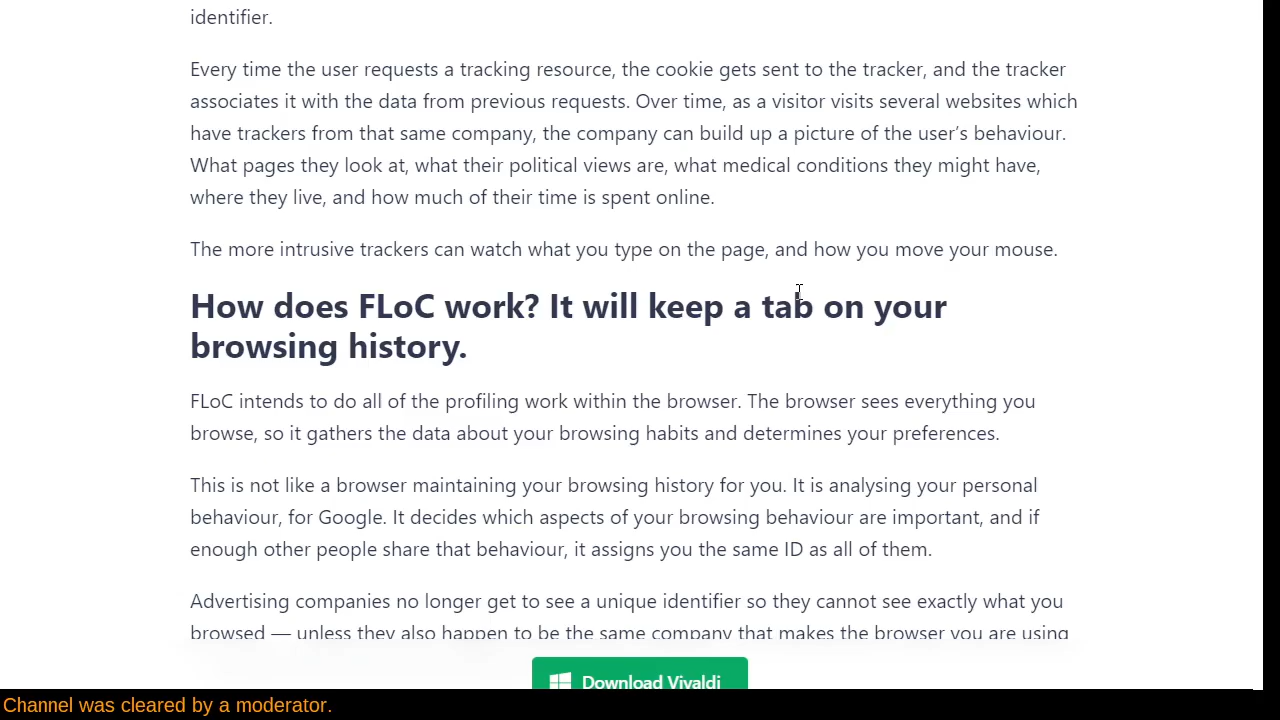 identifier.
Every time the user requests a tracking resource, the cookie gets sent to the tracker, and the tracker
associates it with the data from previous requests. Over time, as a visitor visits several websites which
have trackers from that same company, the company can build up a picture of the user’s behaviour.
What pages they look at, what their political views are, what medical conditions they might have,
where they live, and how much of their time is spent online.
The more intrusive trackers can watch what you type on the page, and how you move your mouse.
How does FLoC work? It will keep a tab on your
browsing history.
FLoC intends to do all of the profiling work within the browser. The browser sees everything you
browse, so it gathers the data about your browsing habits and determines your preferences.
This is not like a browser maintaining your browsing history for you. It is analysing your personal
behaviour, for Google. It decides which aspects of your browsing behaviour are important, and if
enough other people share that behaviour, it assigns you the same ID as all of them.
Advertising companies no longer get to see a unique identifier so they cannot see exactly what you
browsed — unless they also happen to be the same company that makes the browser you are using
Download Vivaldi
Channel was cleared by a moderator.